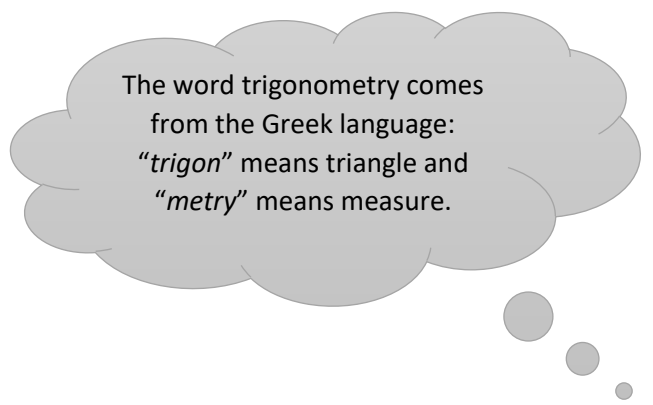 The word trigonometry comes
from the Greek language:
“trigon” means triangle and
“metry” means measure.